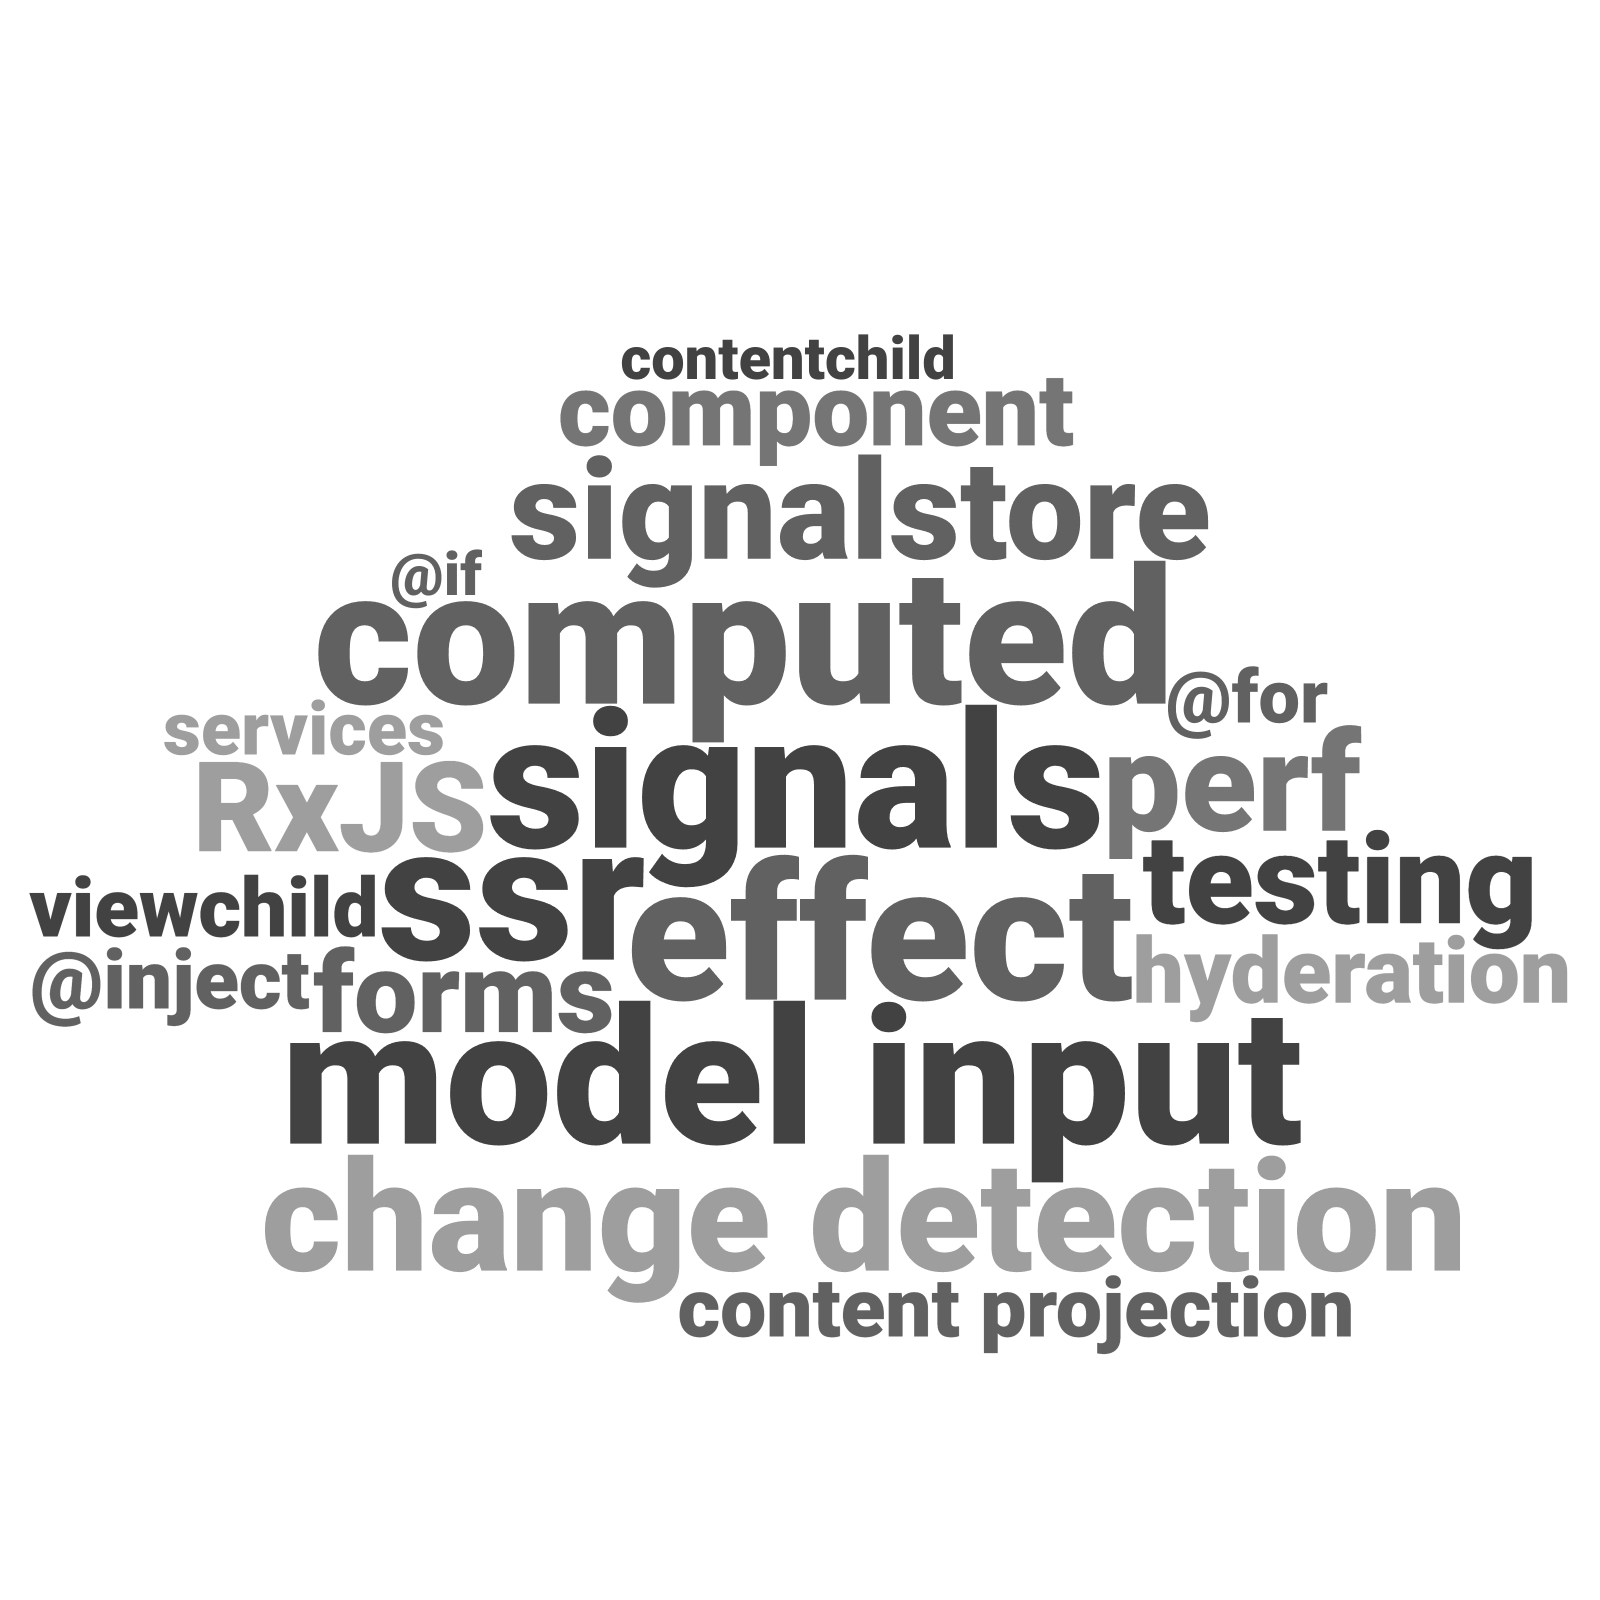 contentchild
component
signalstore
@if
computed
@for
services
signals
perf
RxJS
testing
ssr
effect
viewchild
hyderation
@inject
forms
model input
change detection
content projection